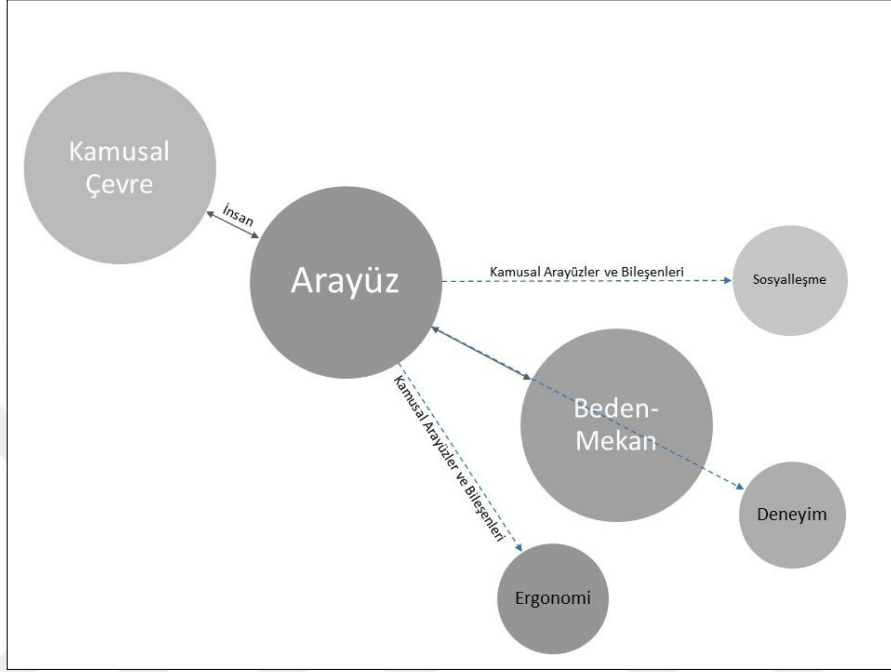 Kamusal
Çevre
İnsan
Arayüz
Kamusal Arayüzler ve Bileşenleri
Sosyalleşme
Kamusal Arayüzler ve Bileşenleri
Beden-
Mekan
Deneyim
Ergonomi